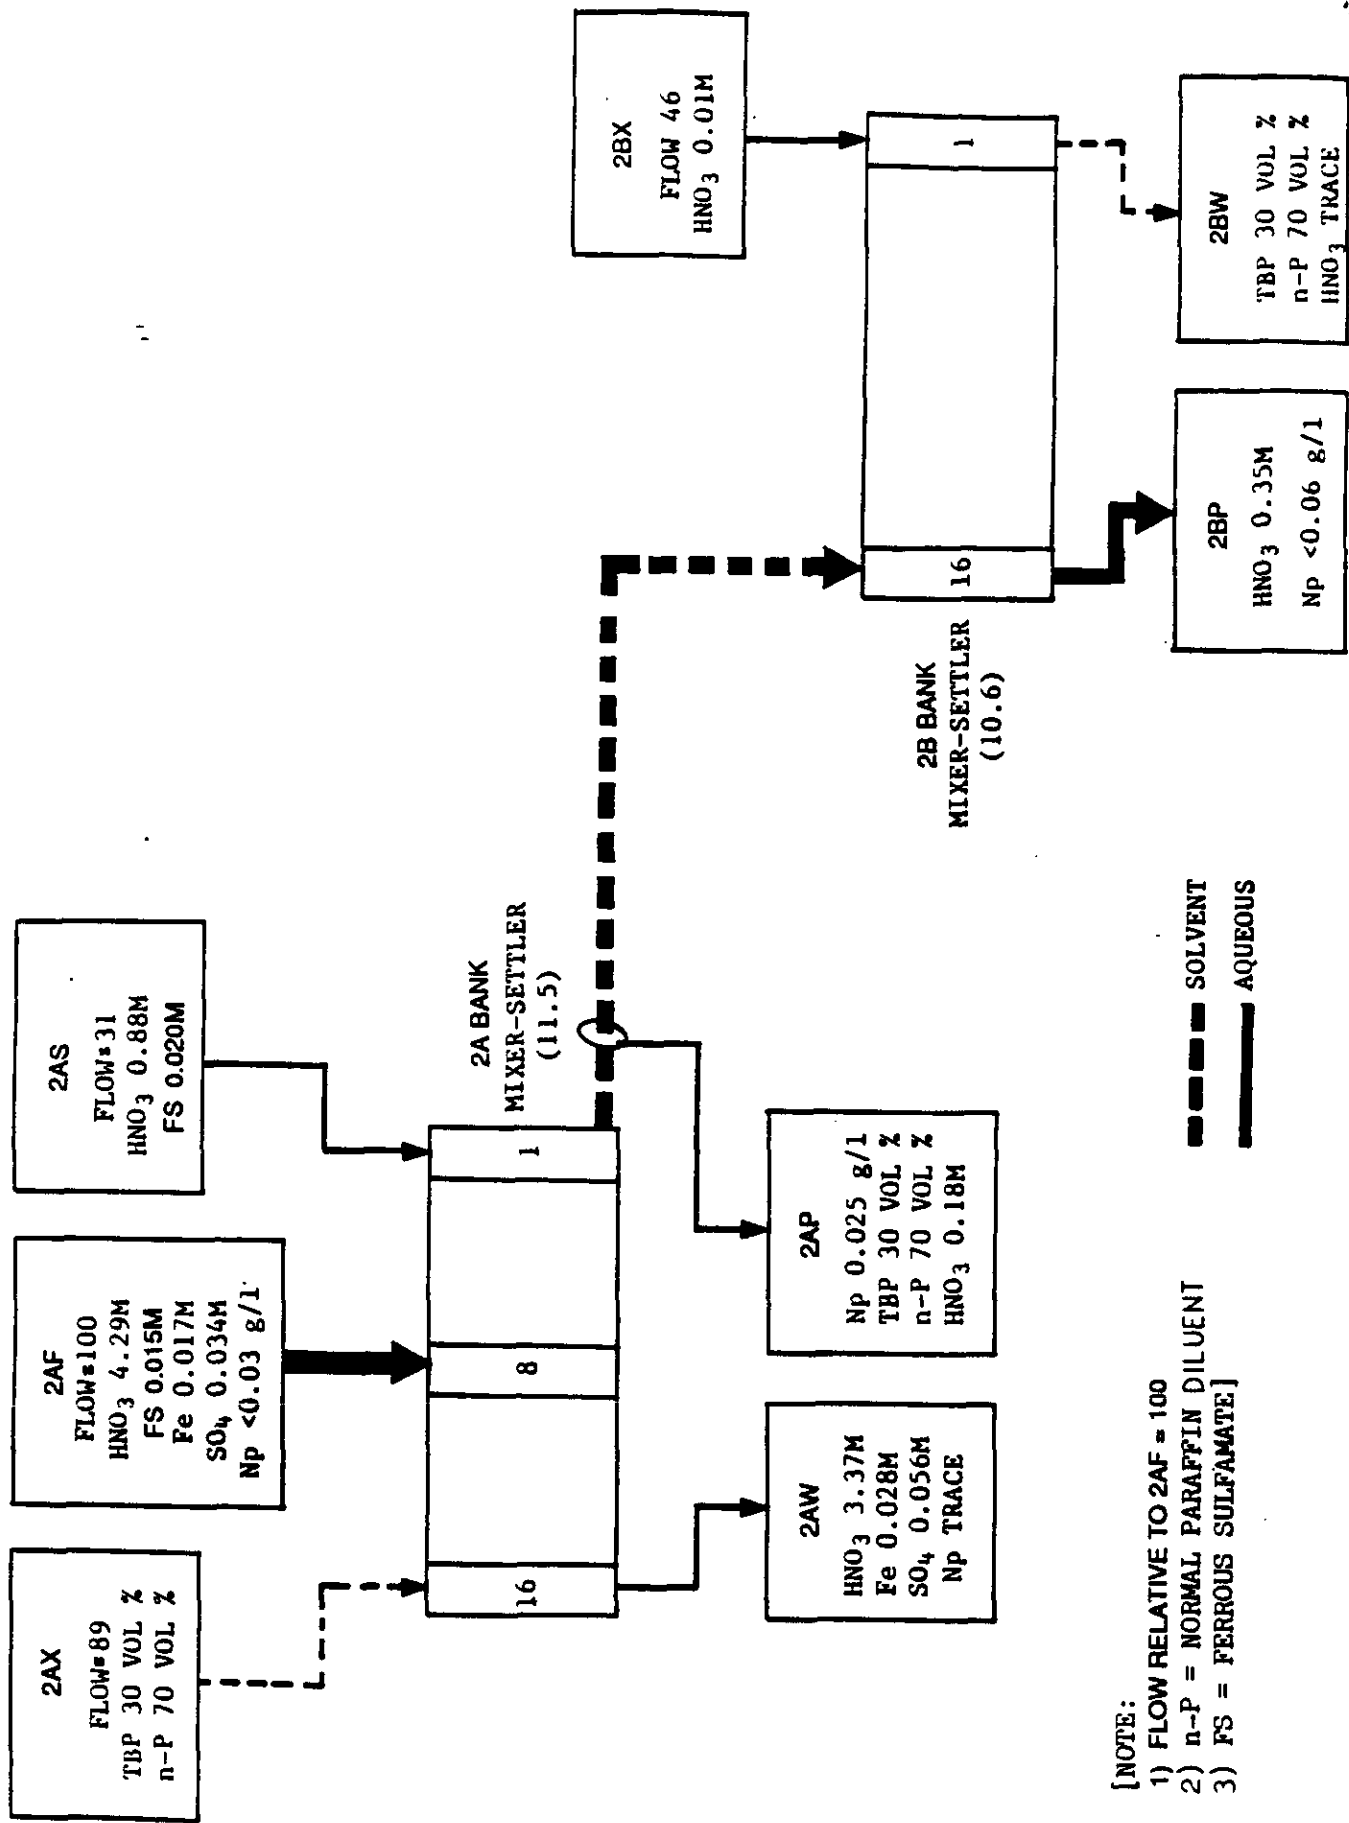 2AX
FLOW=89
TBP 30 VOL %
n-P 70 VOL %
2AF
FLOW=100
HNO₃ 4.29M
FS 0.015M
Fe 0.017M
SO₄ 0.034M
Np <0.03 g/l
2AS
FLOW=31
HNO₃ 0.88M
FS 0.020M
16
8
1
2A BANK
MIXER-SETTLER
(11.5)
2AW
HNO₃ 3.37M
Fe 0.028M
SO₄ 0.056M
Np TRACE
2AP
Np 0.025 g/l
TBP 30 VOL %
n-P 70 VOL %
HNO₃ 0.18M
2BX
FLOW 46
HNO₃ 0.01M
2B BANK
MIXER-SETTLER
(10.6)
16
1
2BP
HNO₃ 0.35M
Np <0.06 g/l
2BW
TBP 30 VOL %
n-P 70 VOL %
HNO₃ TRACE
[NOTE:
1) FLOW RELATIVE TO 2AF = 100
2) n-P = NORMAL PARAFFIN DILUENT
3) FS = FERROUS SULFAMATE]
SOLVENT
AQUEOUS